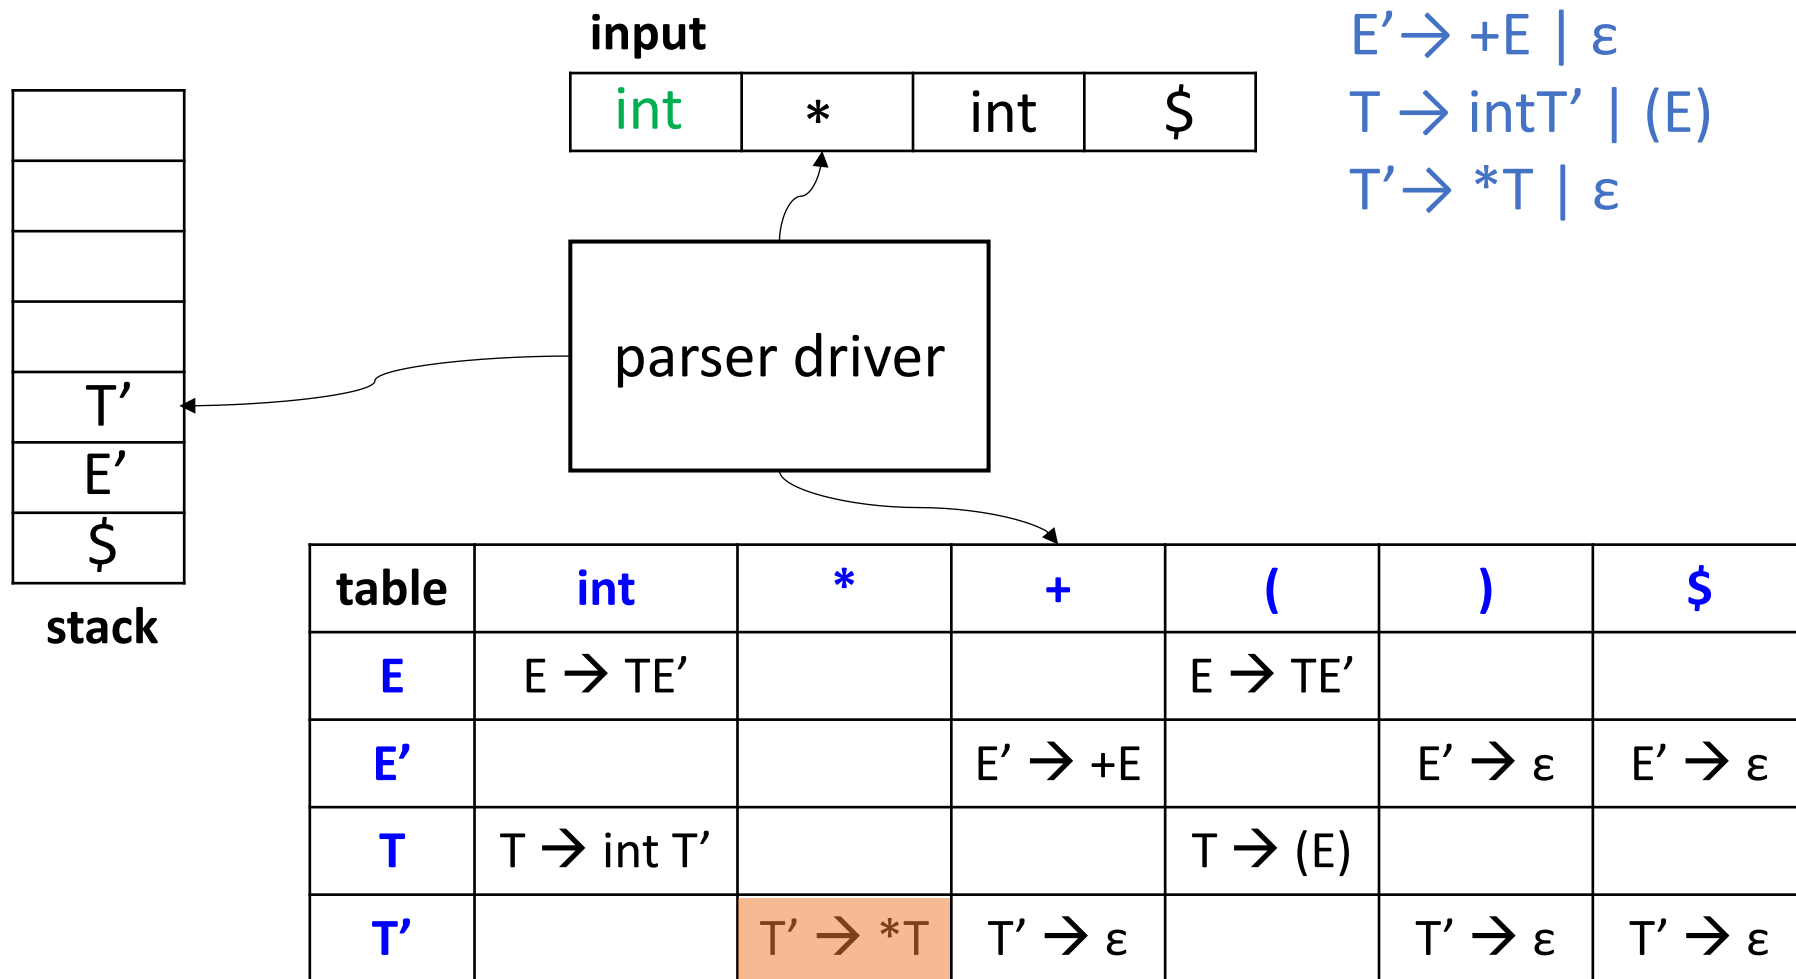 input
int * int $
E’→ +E | ε
T → intT’ | (E)
T’→ *T | ε
parser driver
T’
E’
$
stack
table int * + ( ) $
E E → TE’ E → TE’
E’ E’ → +E E’ → ε E’ → ε
T T → int T’ T → (E)
T’ T’ → *T T’ → ε T’ → ε T’ → ε